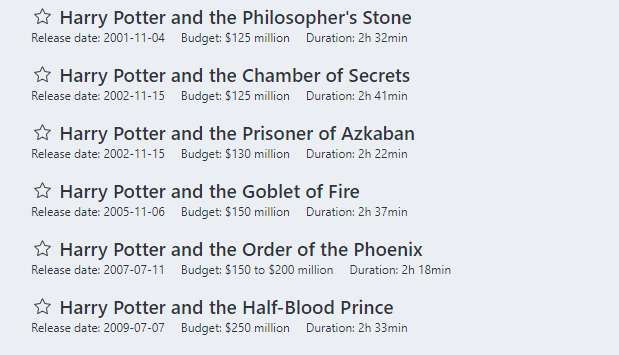 Harry Potter and the Philosopher's Stone
Release date: 2001-11-04 Budget: $125 million Duration: 2h 32min
Harry Potter and the Chamber of Secrets
Release date: 2002-11-15 Budget: $125 million Duration: 2h 41min
Harry Potter and the Prisoner of Azkaban
Release date: 2002-11-15 Budget: $130 million Duration: 2h 22min
Harry Potter and the Goblet of Fire
Release date: 2005-11-06 Budget: $150 million Duration: 2h 37min
Harry Potter and the Order of the Phoenix
Release date: 2007-07-11 Budget: $150 to $200 million Duration: 2h 18min
Harry Potter and the Half-Blood Prince
Release date: 2009-07-07 Budget: $250 million Duration: 2h 33min